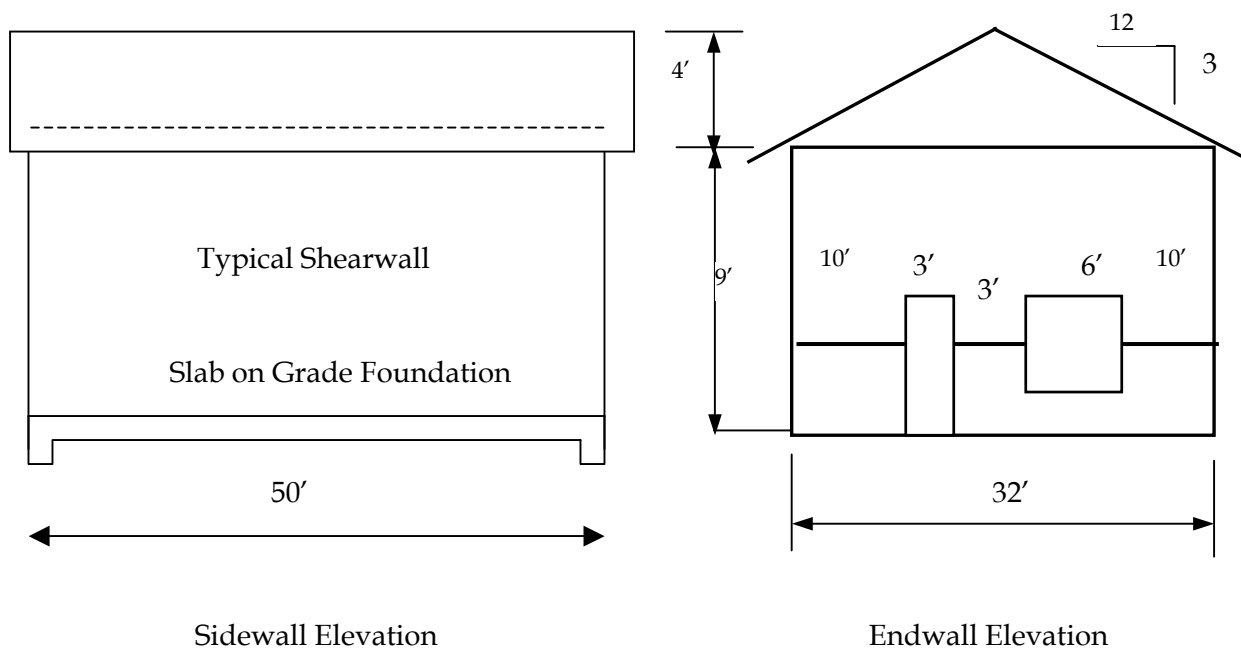 12
3
4’
9’
10’
3’
3’
6’
10’
Typical Shearwall
Slab on Grade Foundation
50’
32’
Sidewall Elevation
Endwall Elevation